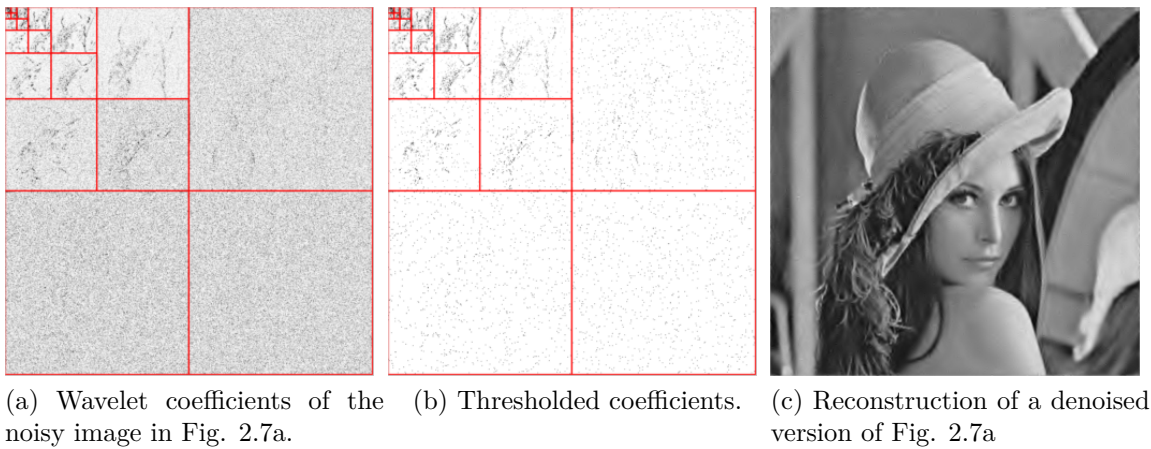 (a) Wavelet coefficients of the
noisy image in Fig. 2.7a.
(b) Thresholded coefficients.
(c) Reconstruction of a denoised
version of Fig. 2.7a